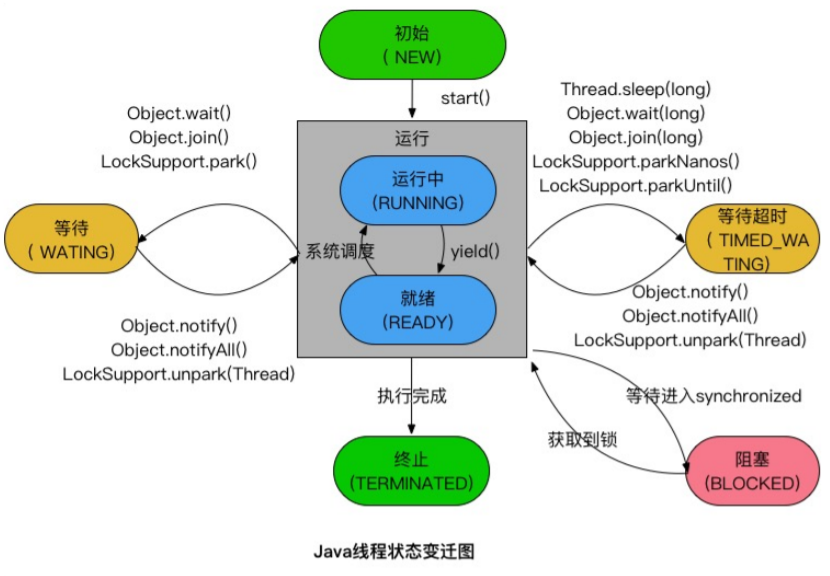 初始
( NEW)
start()
Object.wait()
Object.join()
LockSupport.park()
Thread.sleep(long)
Object.wait(long)
Object.join(long)
LockSupport.parkNanos()
LockSupport.parkUntil()
运行
运行中
(RUNNING)
等待
( WATING)
系统调度
yield()
等待超时
( TIMED_WA
TING)
就绪
(READY)
Object.notify()
Object.notifyAll()
LockSupport.unpark(Thread)
Object.notify()
Object.notifyAll()
LockSupport.unpark(Thread)
执行完成
等待进入synchronized
获取到锁
终止
(TERMINATED)
阻塞
(BLOCKED)
Java线程状态变迁图